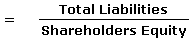 = Total Liabilities
Shareholders Equity